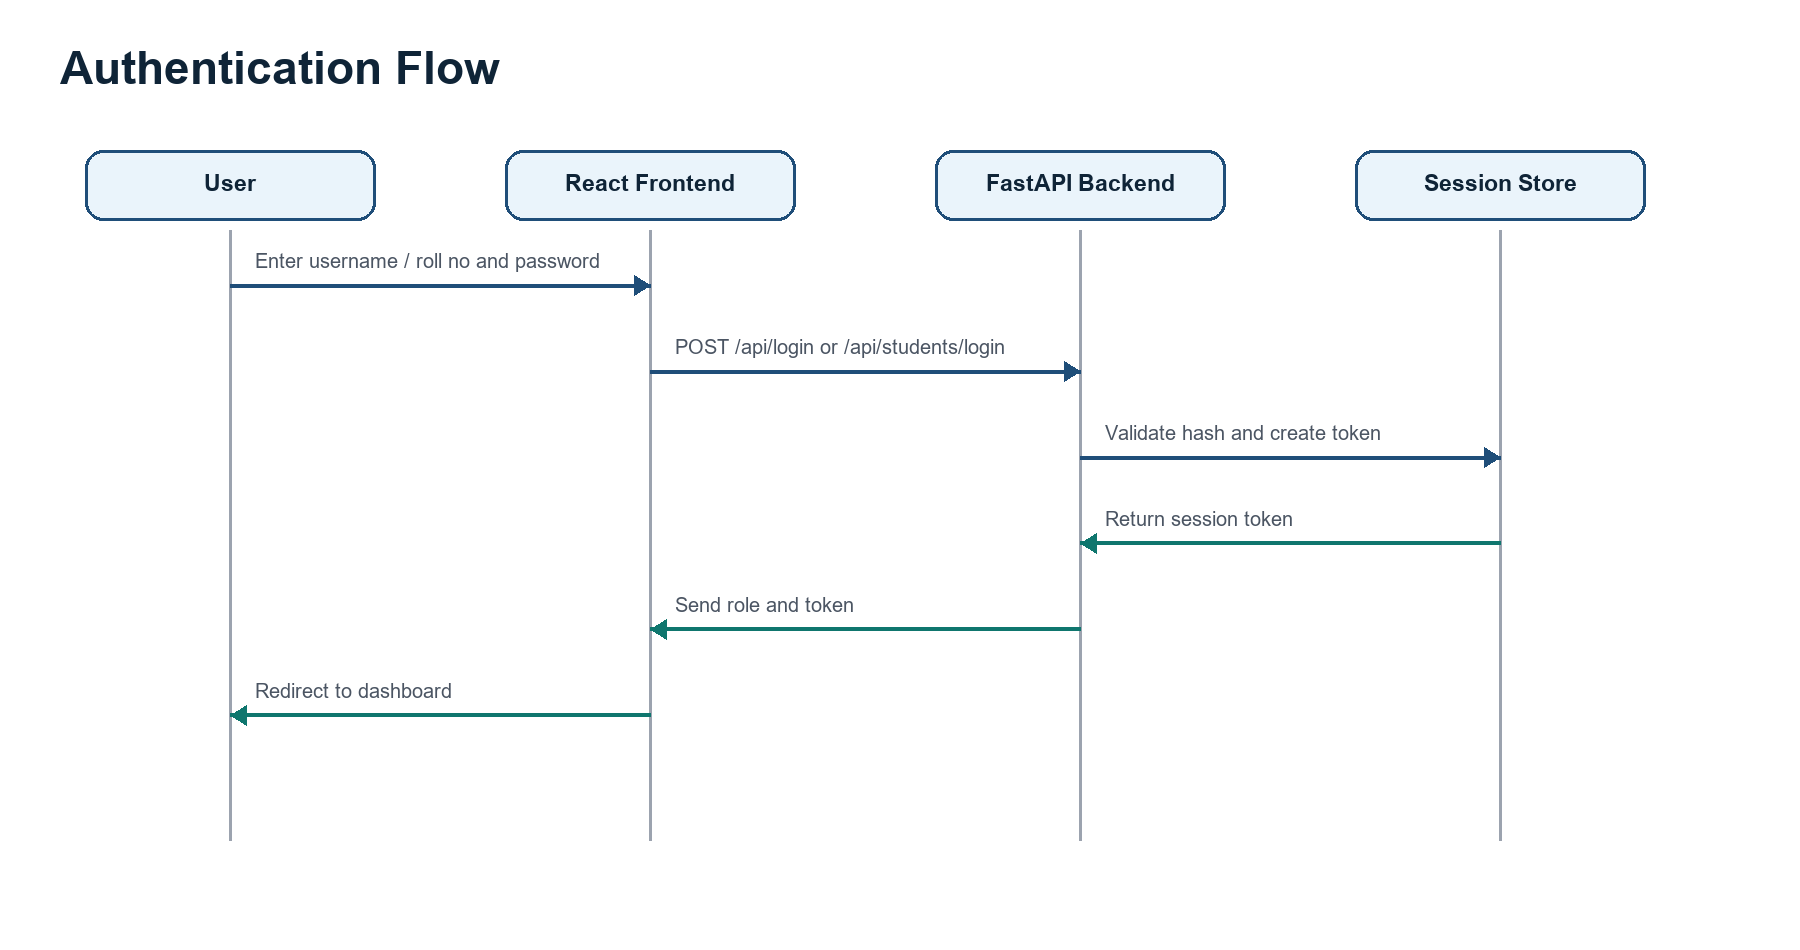 Authentication Flow
User
React Frontend
FastAPI Backend
Session Store
Enter username / roll no and password
POST /api/login or /api/students/login
Validate hash and create token
Return session token
Send role and token
Redirect to dashboard